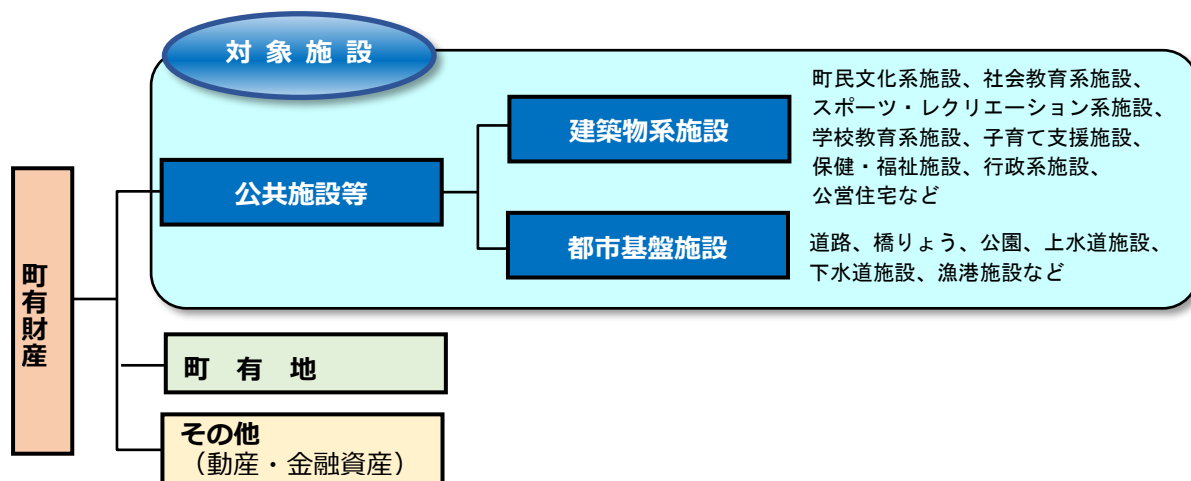 対象施設
町有財産
公共施設等
建築物系施設
町民文化系施設、社会教育系施設、
スポーツ・レクリエーション系施設、
学校教育系施設、子育て支援施設、
保健・福祉施設、行政系施設、
公営住宅など
都市基盤施設
道路、橋りょう、公園、上水道施設、
下水道施設、漁港施設など
町 有 地
その他
（動産・金融資産）